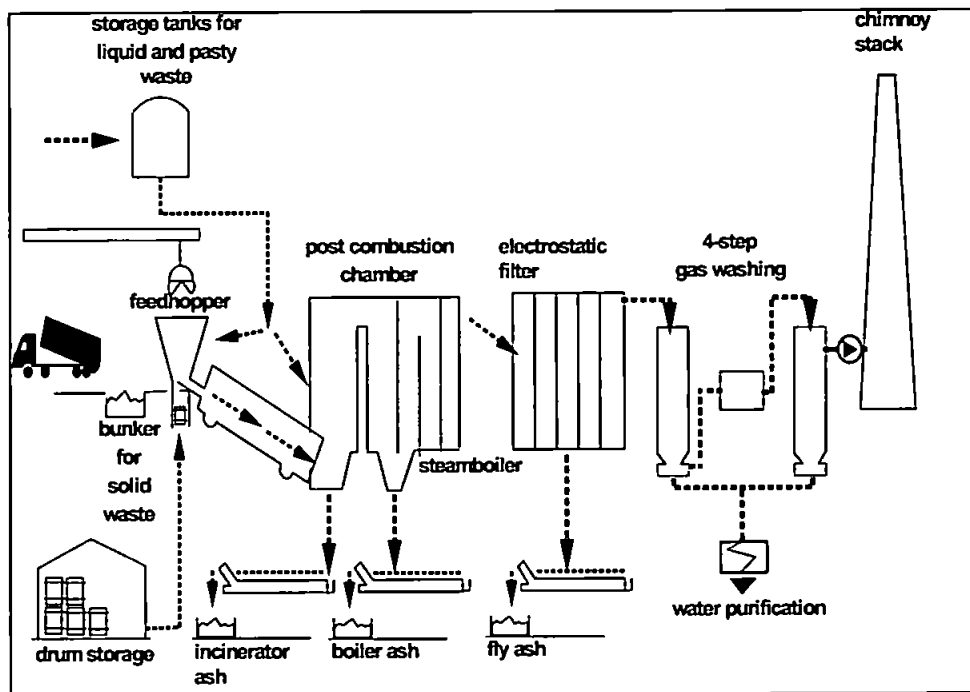 storage tanks for
liquid and pasty
waste
chimney
stack
post combustion
chamber
electrostatic
filter
4-step
gas washing
feedhopper
bunker
for
solid
waste
steamboiler
water purification
drum storage
incinerator
ash
boiler ash
fly ash